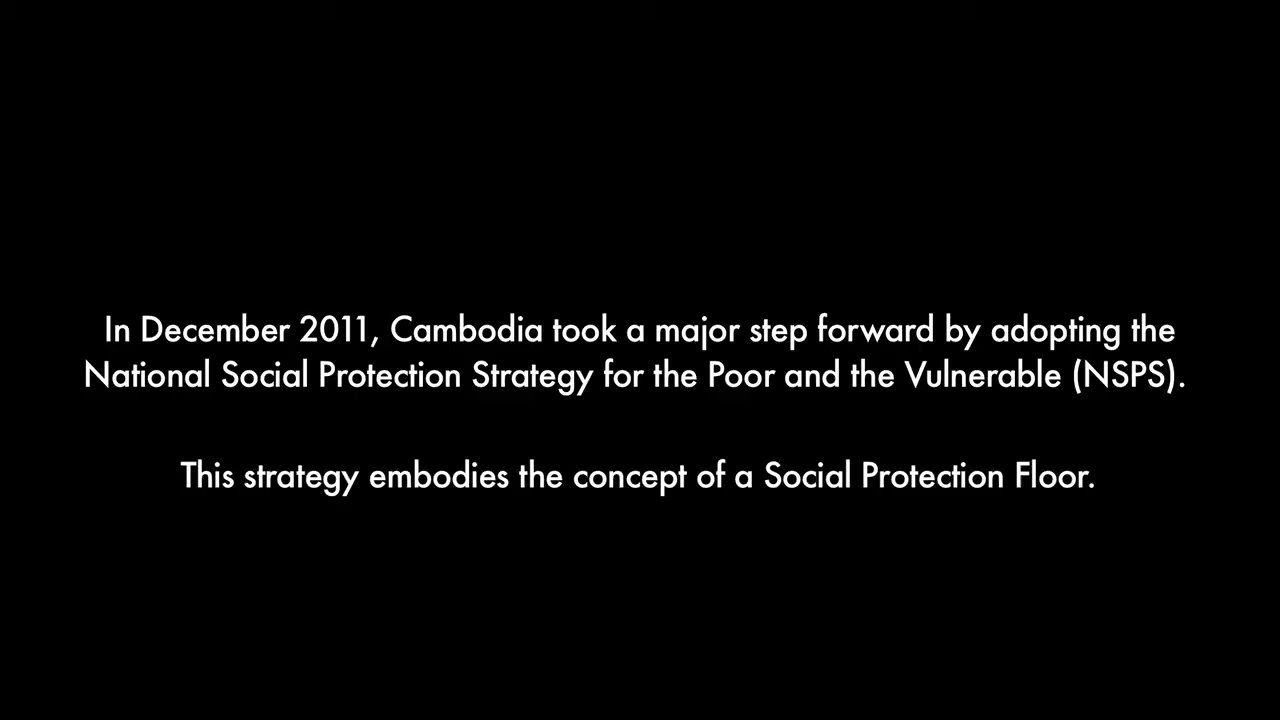 In December 2011, Cambodia took a major step forward by adopting the
National Social Protection Strategy for the Poor and the Vulnerable (NSPS).
This strategy embodies the concept of a Social Protection Floor.